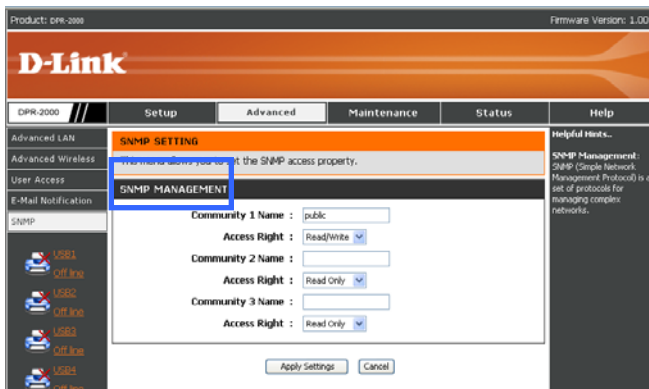 Product: DPR-2000 Firmware Version: 1.00
D-Link
DPR-2000 Setup Advanced Maintenance Status Help
Advanced LAN
Advanced Wireless
User Access
E-Mail Notification
SNMP
USB1
Off line
USB2
Off line
USB3
Off line
USB4
Off line
SNMP SETTING
This menu allows you to set the SNMP access property.
SNMP MANAGEMENT
Community 1 Name : public
Access Right : Read/Write
Community 2 Name :
Access Right : Read Only
Community 3 Name :
Access Right : Read Only
Apply Settings Cancel
Helpful Hints..
SNMP Management:
SNMP (Simple Network
Management Protocol) is a
set of protocols for
managing complex
networks.